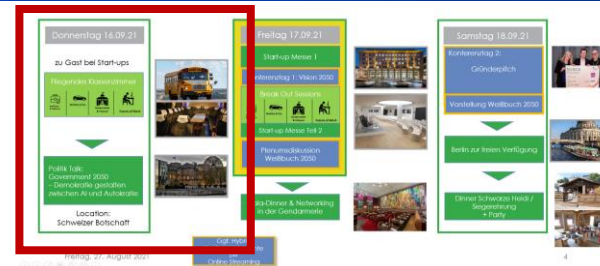 Donnerstag 16.09.21
zu Gast bei Start-ups
Fliegendes Klassenzimmer
Politik Talk:
Government 2050
– Demokratie gestalten
zwischen AI und Autokratie
Location:
Schweizer Botschaft
Freitag 17.09.21
Start-up Messe 1
Konferenztag 1: Vision 2050
Break Out Sessions
Start-up Messe Teil 2
Plenumsdiskussion
Weißbuch 2050
Gala-Dinner & Networking
in der Gendarmerie
Ggf. Hybrid
Online Streaming
Samstag 18.09.21
Konferenztag 2:
Gründerpitch
Vorstellung Weißbuch 2050
Berlin zur freien Verfügung
Dinner Schwarze Heidi /
Siegerehrung
+ Party
Freitag, 27. August 2021
4